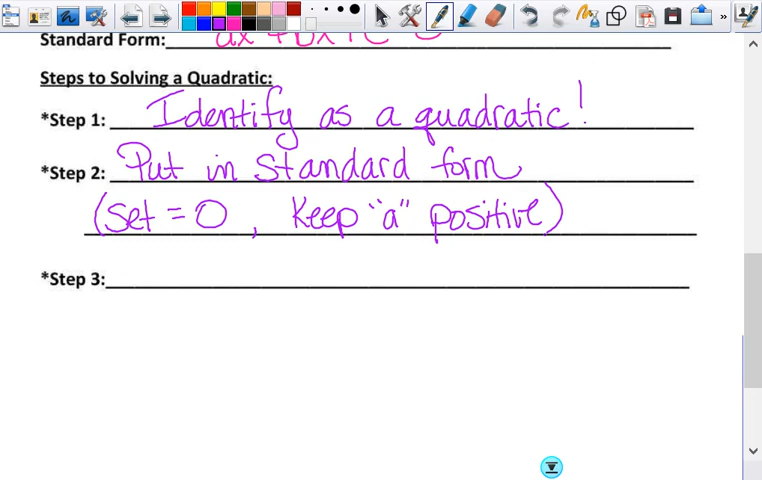 Standard Form:
Steps to Solving a Quadratic:
*Step 1: Identify as a quadratic!
*Step 2: Put in standard form
(set = 0, keep "a" positive)
*Step 3: